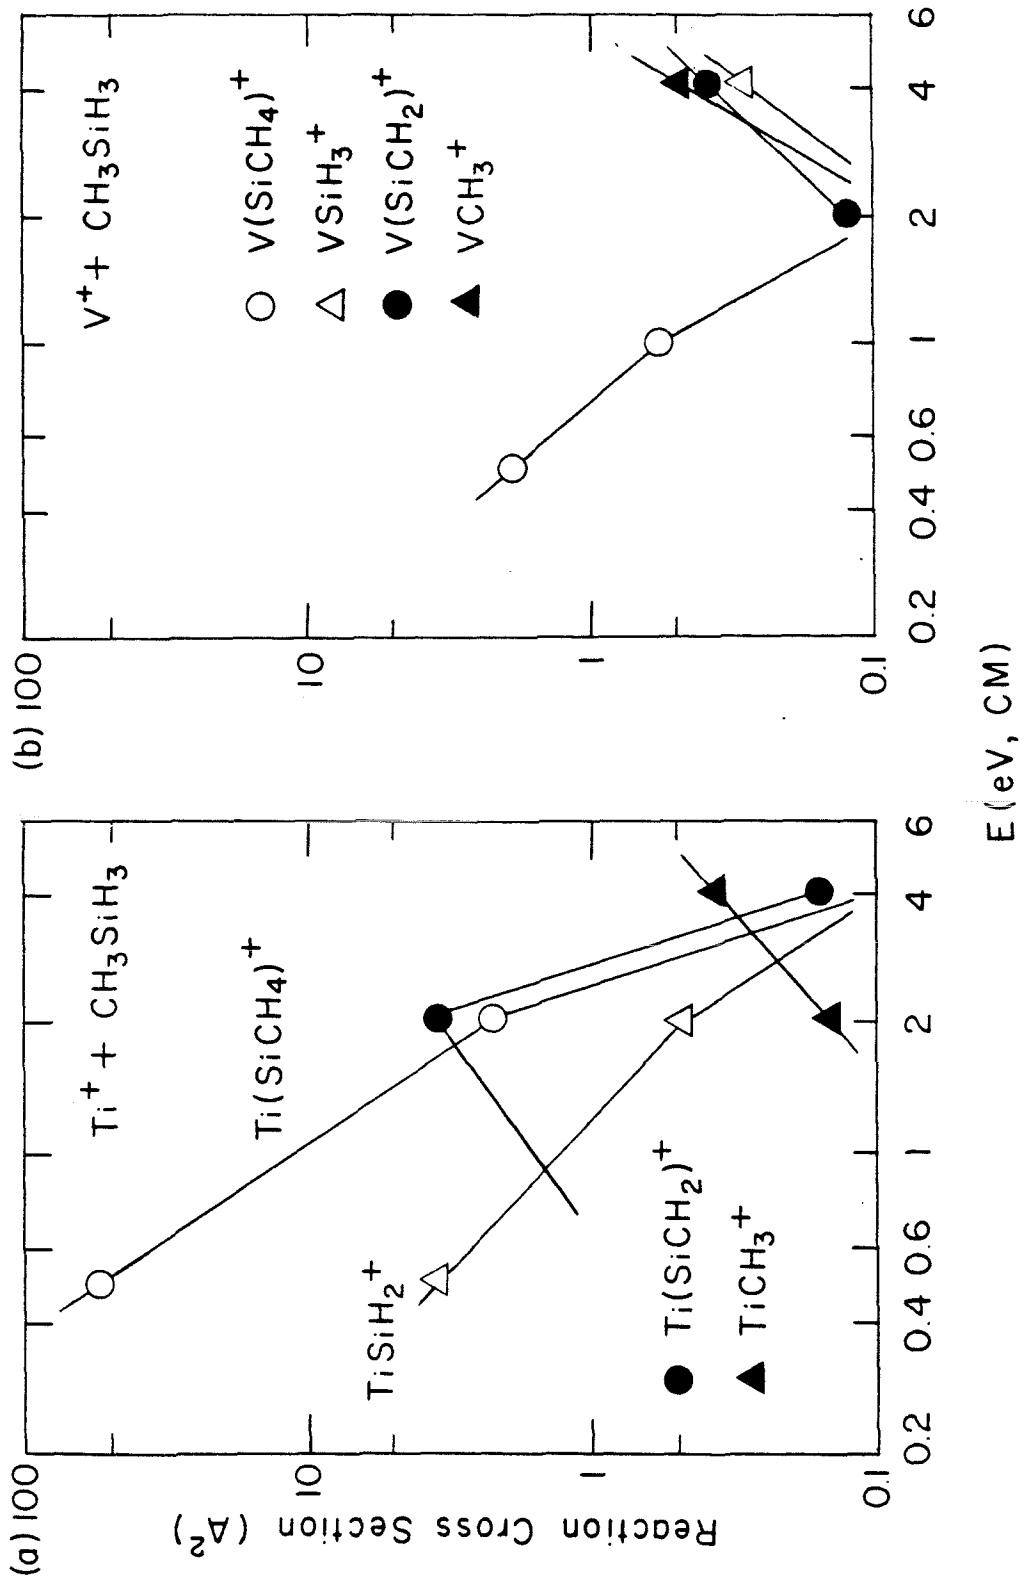 (a) 100
10
1
0.1
Reaction Cross Section (A²)
Ti⁺ + CH₃SiH₃
Ti(SiCH₄)⁺
TiSiH₂⁺
● Ti(SiCH₂)⁺
▲ TiCH₃⁺
0.2 0.4 0.6 1 2 4 6
(b) 100
10
1
0.1
V⁺ + CH₃SiH₃
○ V(SiCH₄)⁺
△ VSiH₃⁺
● V(SiCH₂)⁺
▲ VCH₃⁺
0.2 0.4 0.6 1 2 4 6
E (eV, CM)